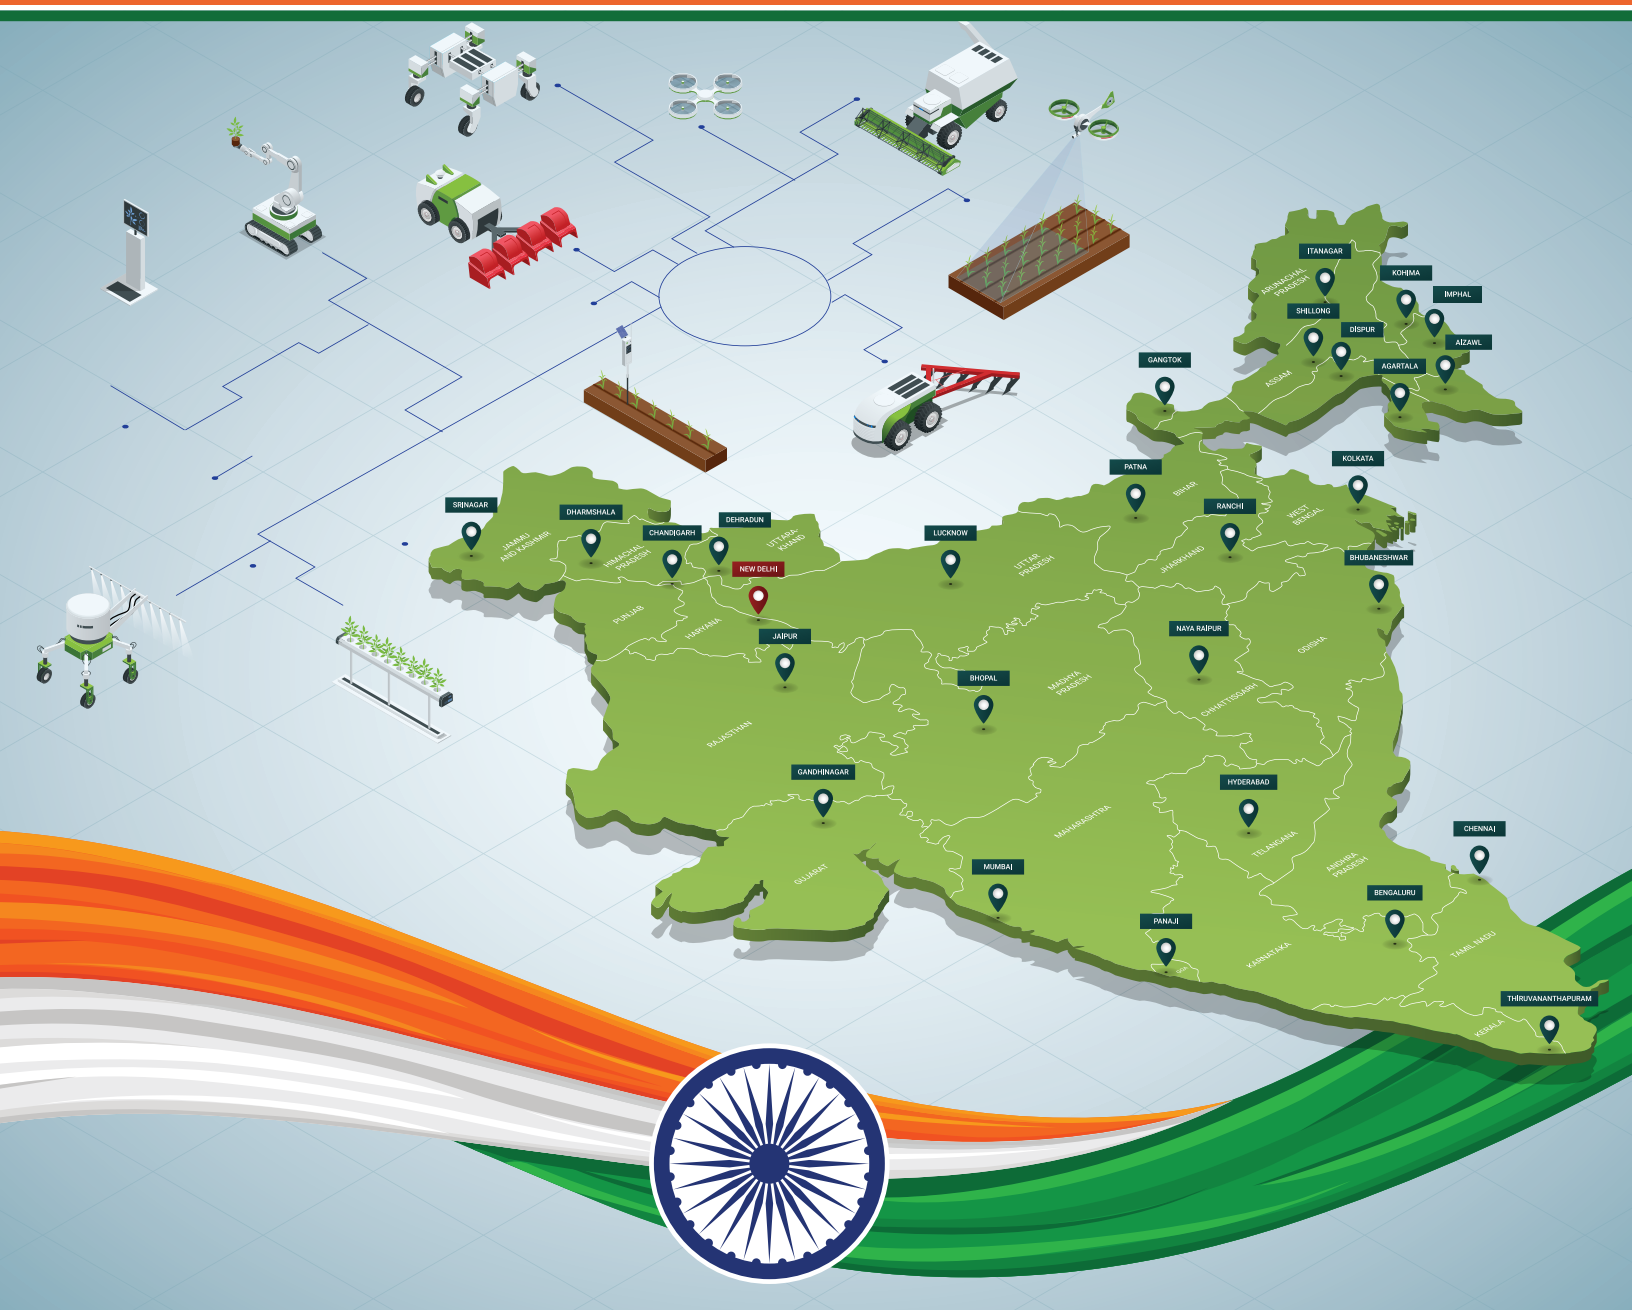 ITANAGAR
KOHIMA
IMPHAL
ARUNACHAL
PRADESH
SHILLONG
DISPUR
AIZAWL
GANGTOK
AGARTALA
ASSAM
KOLKATA
PATNA
BIHAR
RANCHI
WEST
BENGAL
SRINAGAR
DHARMSHALA
DEHRADUN
CHANDIGARH
LUCKNOW
JAMMU
AND KASHMIR
HIMACHAL
PRADESH
UTTARA-
KHAND
UTTAR
PRADESH
JHARKHAND
BHUBANESHWAR
NEW DELHI
PUNJAB
HARYANA
JAIPUR
NAYA RAIPUR
ODISHA
BHOPAL
MADHYA
PRADESH
CHHATTISGARH
RAJASTHAN
GANDHINAGAR
HYDERABAD
MAHARASHTRA
TELANGANA
CHENNAI
GUJARAT
MUMBAI
ANDHRA
PRADESH
BENGALURU
PANAJI
KARNATAKA
TAMIL NADU
GOA
THIRUVANANTHAPURAM
KERALA